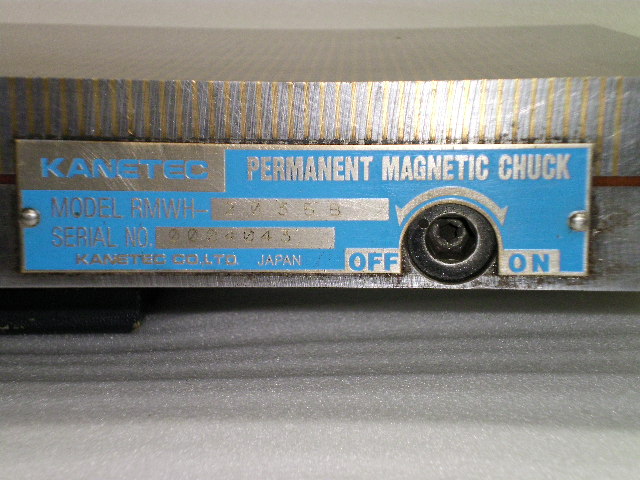 KANETEC
PERMANENT MAGNETIC CHUCK
MODEL RMWH-
SERIAL NO.
KANETEC CO.,LTD. JAPAN
OFF ON